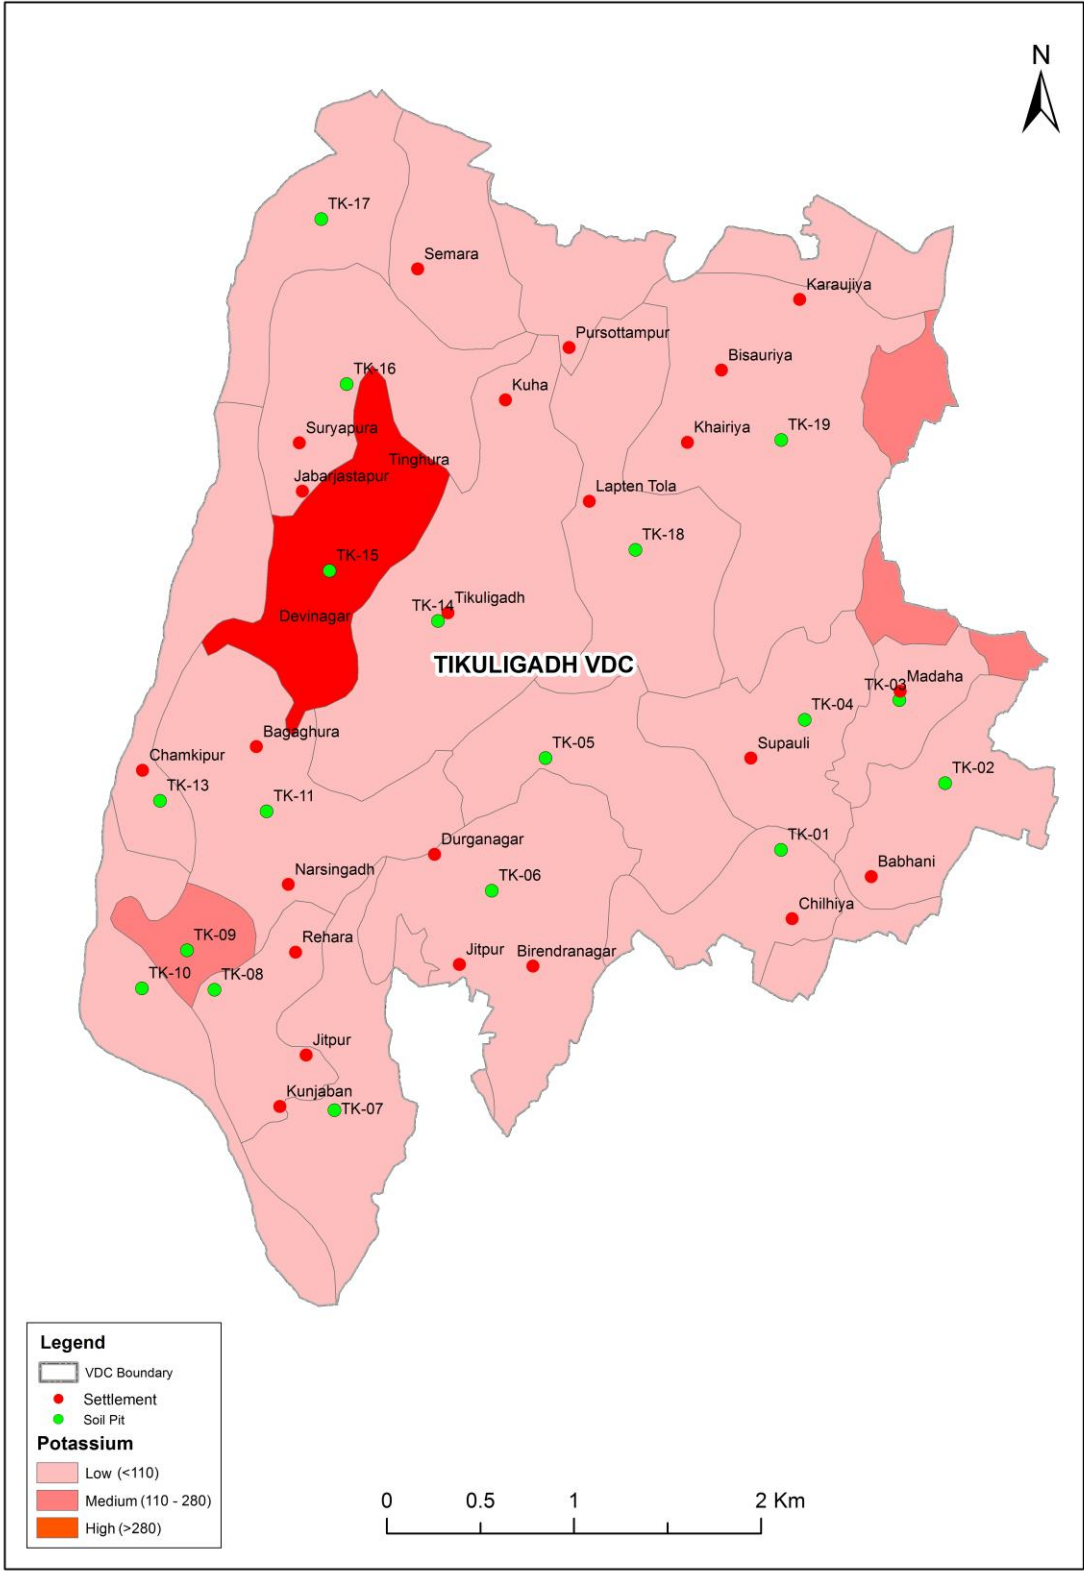 N
TK-17
Semara
Karaujiya
Pursottampur
Bisauriya
TK-16
Kuha
Suryapura
Khairiya
TK-19
Tinghura
Jabarjastapur
Lapten Tola
TK-18
TK-15
Tikuligadh
TK-14
Devinagar
TIKULIGADH VDC
Madaha
TK-03
TK-04
Bagaghura
Supauli
TK-05
Chamkipur
TK-02
TK-13
TK-11
Durganagar
TK-01
Narsingadh
TK-06
Babhani
Chilhiya
TK-09
Rehara
Jitpur
Birendranagar
TK-10
TK-08
Jitpur
Kunjaban
TK-07
Legend
VDC Boundary
Settlement
Soil Pit
Potassium
Low (<110)
Medium (110 - 280)
High (>280)
0 0.5 1 2 Km